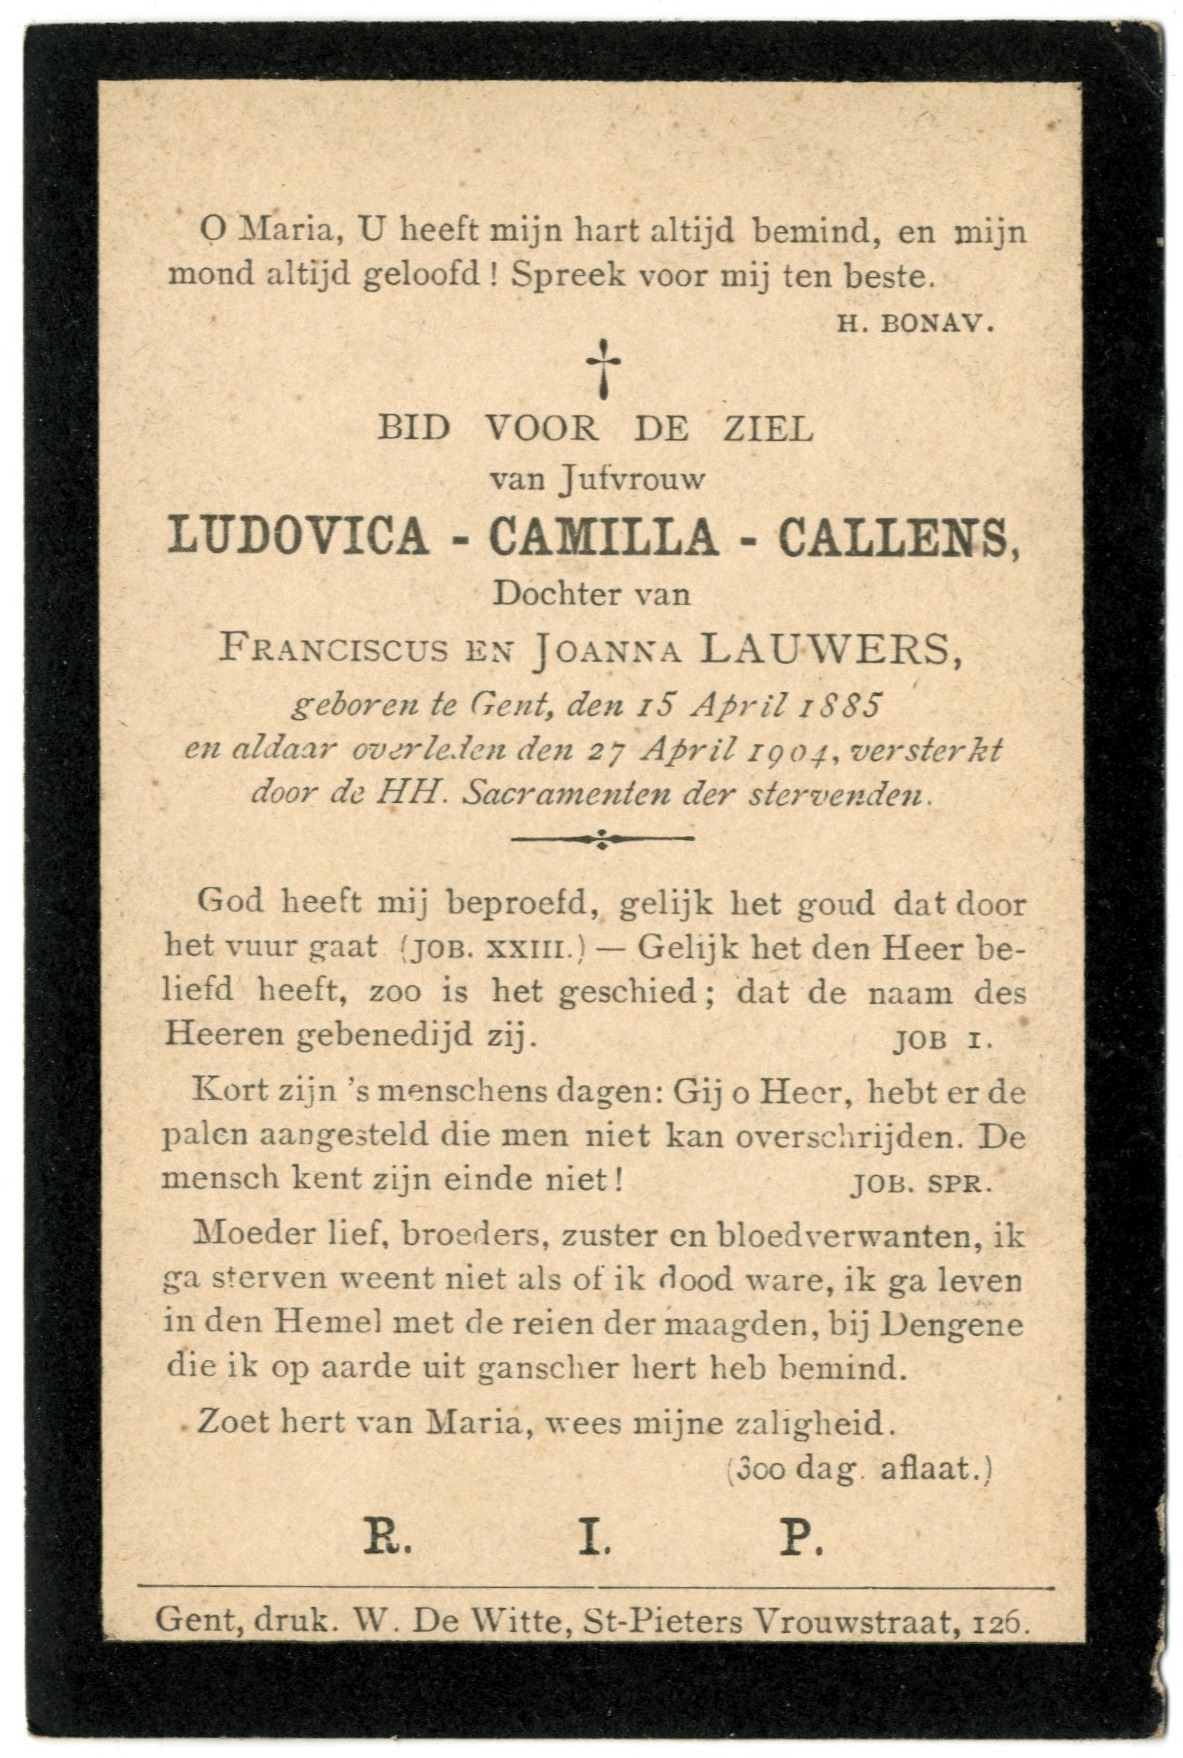 O Maria, U heeft mijn hart altijd bemind, en mijn
mond altijd geloofd ! Spreek voor mij ten beste.
H. BONAV.
†
BID VOOR DE ZIEL
van Jufvrouw
LUDOVICA - CAMILLA - CALLENS,
Dochter van
FRANCISCUS EN JOANNA LAUWERS,
geboren te Gent, den 15 April 1885
en aldaar overleden den 27 April 1904, versterkt
door de HH. Sacramenten der stervenden.
God heeft mij beproefd, gelijk het goud dat door
het vuur gaat (JOB. XXIII.) — Gelijk het den Heer be-
liefd heeft, zoo is het geschied ; dat de naam des
Heeren gebenedijd zij. JOB I.
Kort zijn 's menschens dagen: Gij o Heer, hebt er de
palen aangesteld die men niet kan overschrijden. De
mensch kent zijn einde niet ! JOB. SPR.
Moeder lief, broeders, zuster en bloedverwanten, ik
ga sterven weent niet als of ik dood ware, ik ga leven
in den Hemel met de reien der maagden, bij Dengene
die ik op aarde uit ganscher hert heb bemind.
Zoet hert van Maria, wees mijne zaligheid.
(300 dag. aflaat.)
R. I. P.
Gent, druk. W. De Witte, St-Pieters Vrouwstraat, 126.